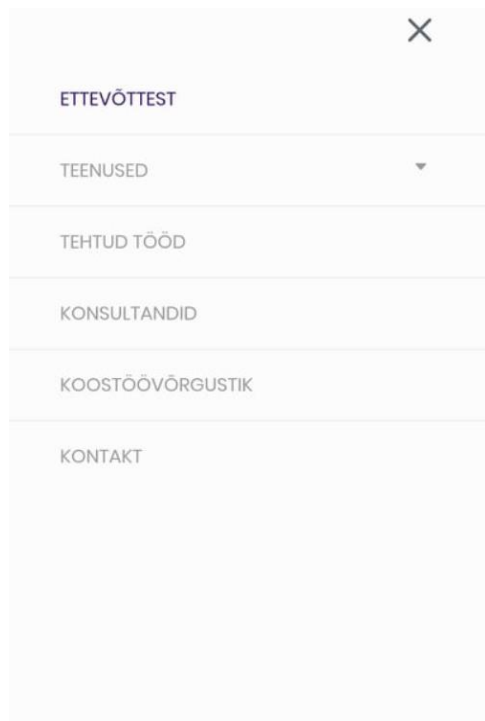 ETTEVÕTTEST
TEENUSED
TEHTUD TÖÖD
KONSULTANDID
KOOSTÖÖVÕRGUSTIK
KONTAKT